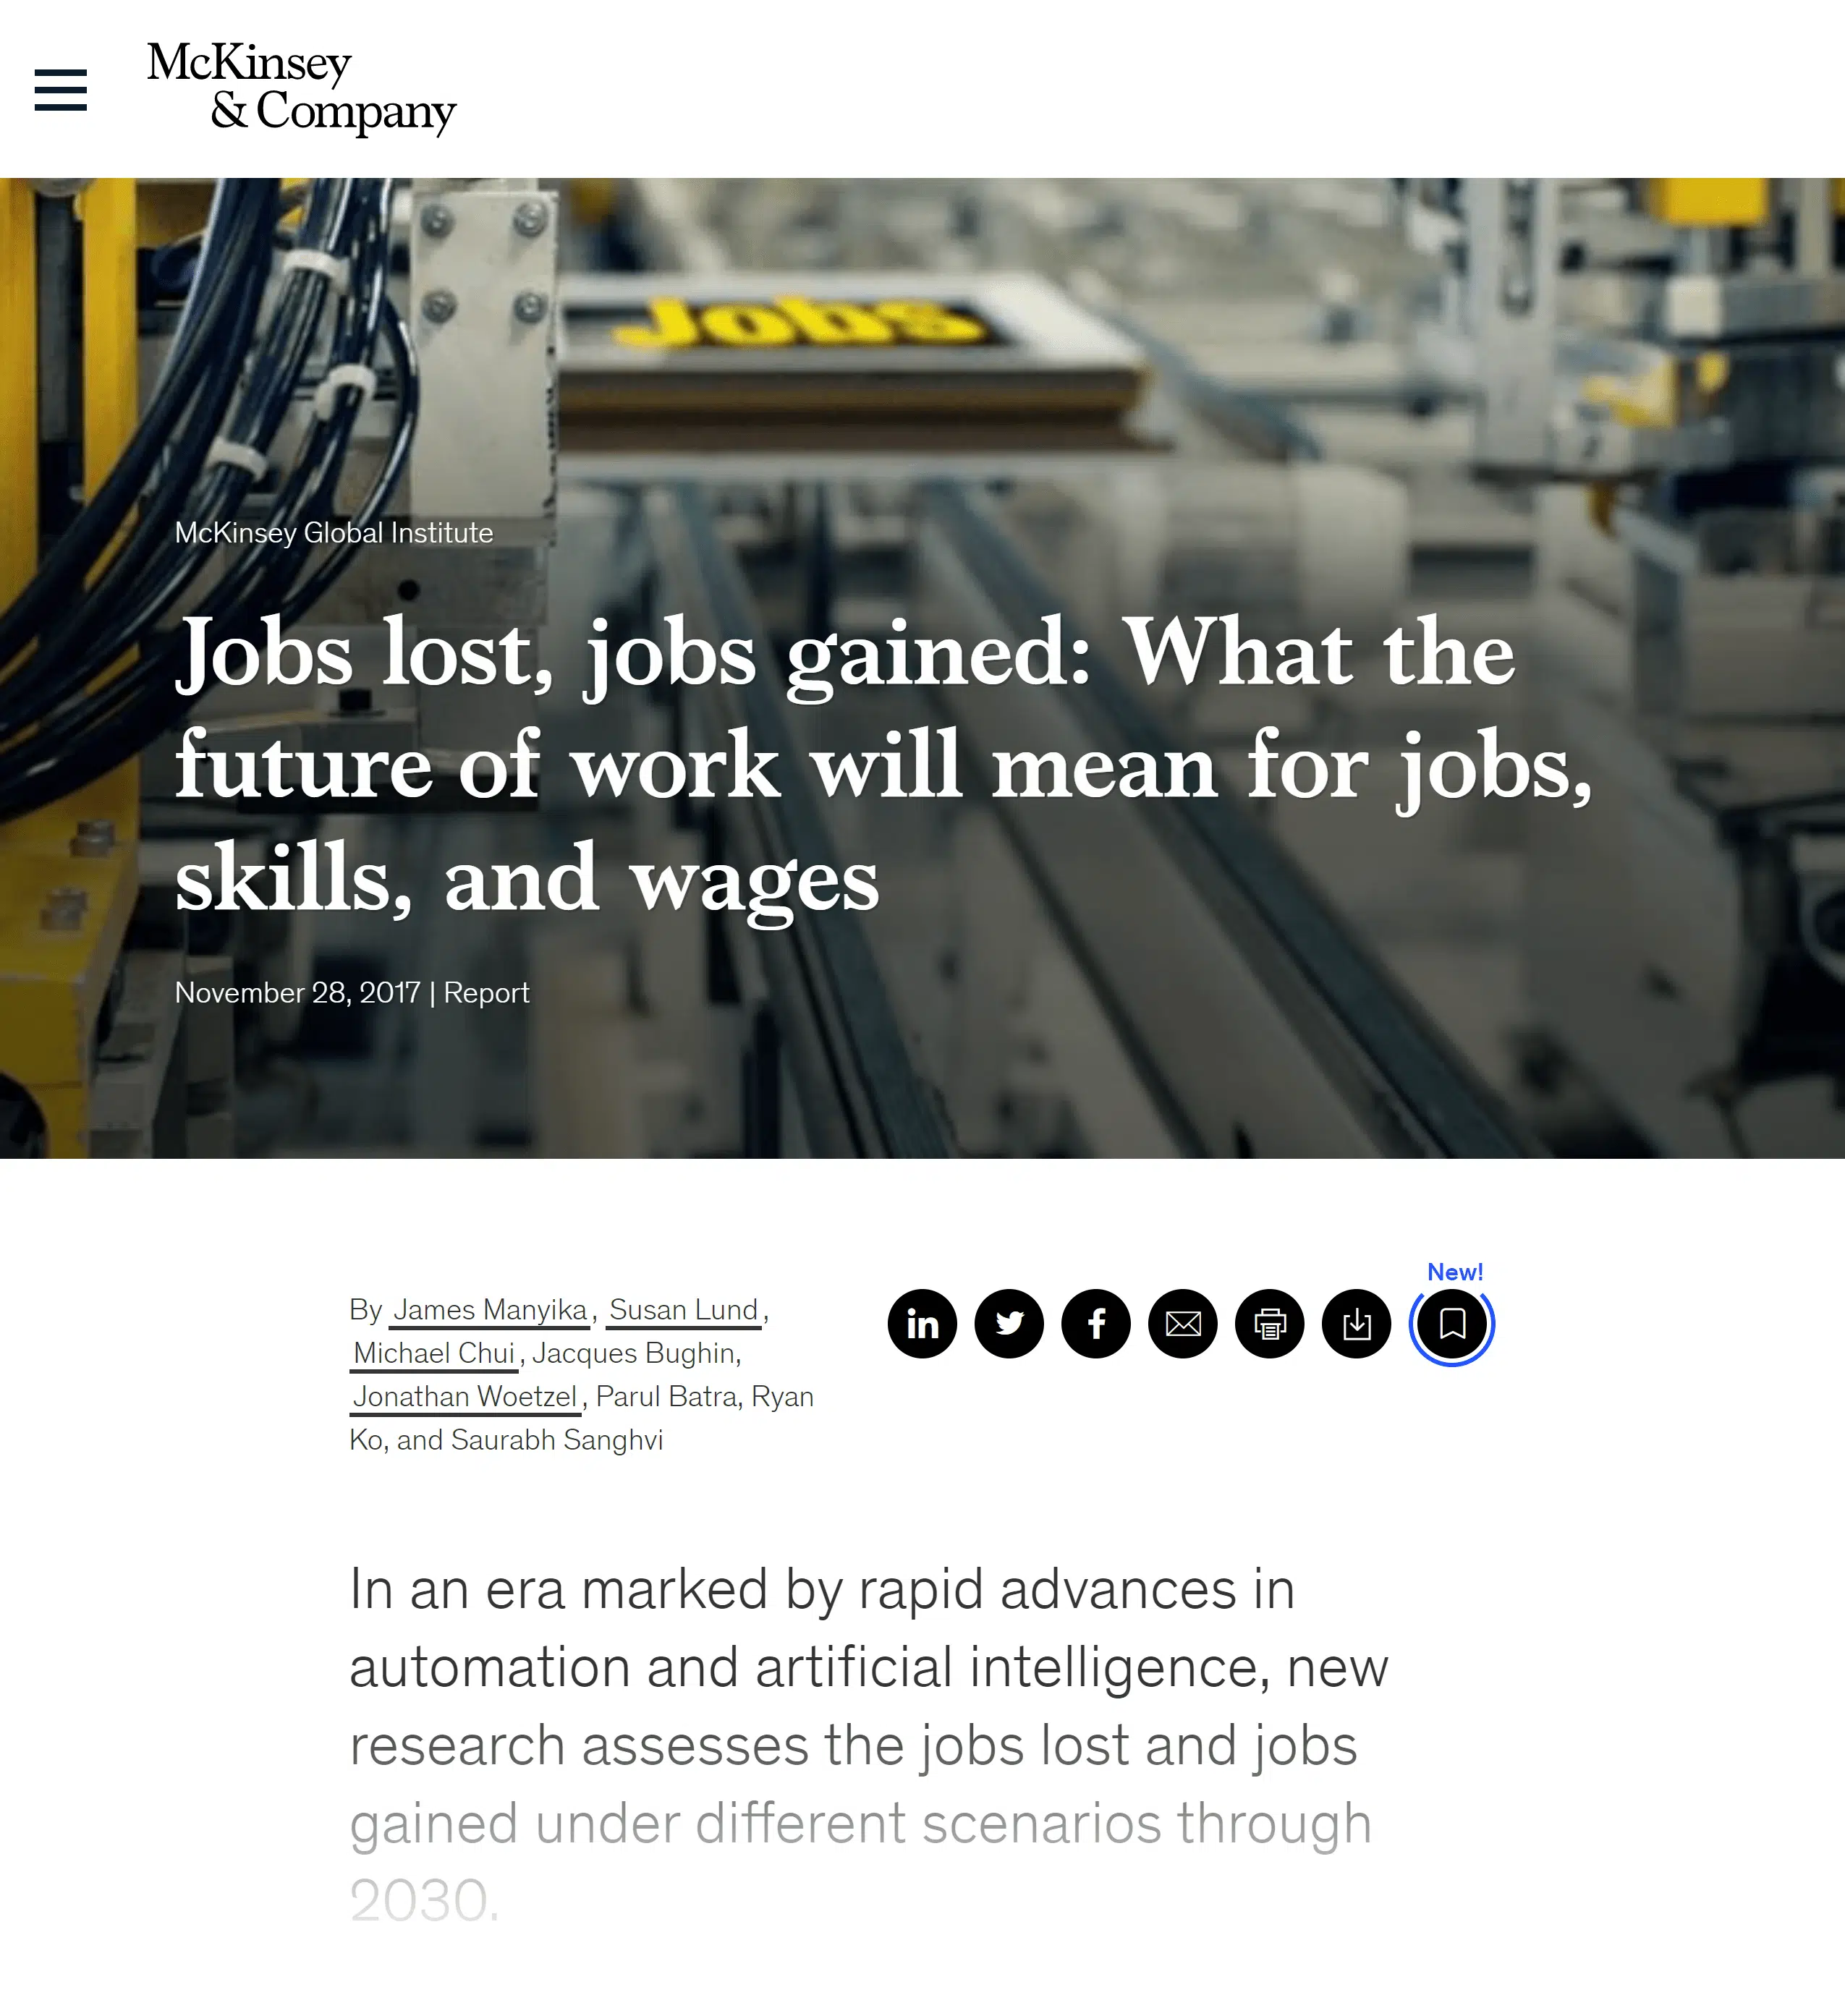 McKinsey
& Company
Jobs
McKinsey Global Institute
Jobs lost, jobs gained: What the
future of work will mean for jobs,
skills, and wages
November 28, 2017 | Report
New!
By James Manyika, Susan Lund,
Michael Chui, Jacques Bughin,
Jonathan Woetzel, Parul Batra, Ryan
Ko, and Saurabh Sanghvi
in
f
In an era marked by rapid advances in
automation and artificial intelligence, new
research assesses the jobs lost and jobs
gained under different scenarios through
2030.